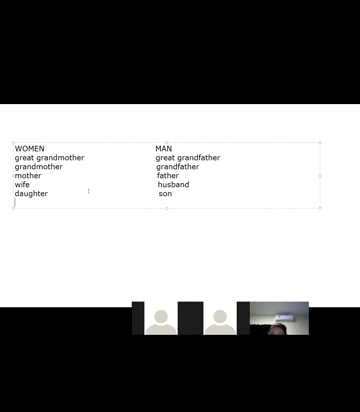 WOMEN MAN
great grandmother great grandfather
grandmother grandfather
mother father
wife husband
daughter son